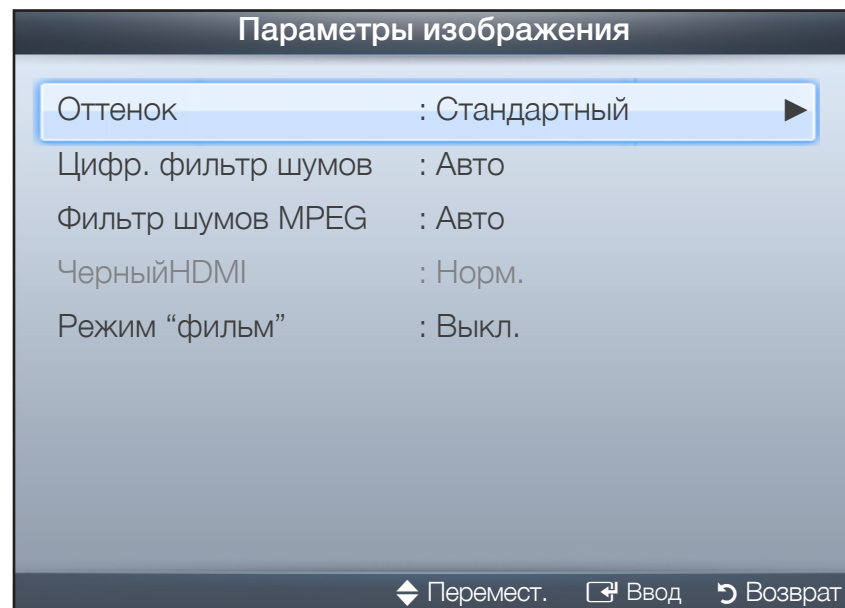 Параметры изображения
Оттенок : Стандартный ►
Цифр. фильтр шумов : Авто
Фильтр шумов MPEG : Авто
ЧерныйHDMI : Норм.
Режим “фильм” : Выкл.
Перемест. Ввод Возврат